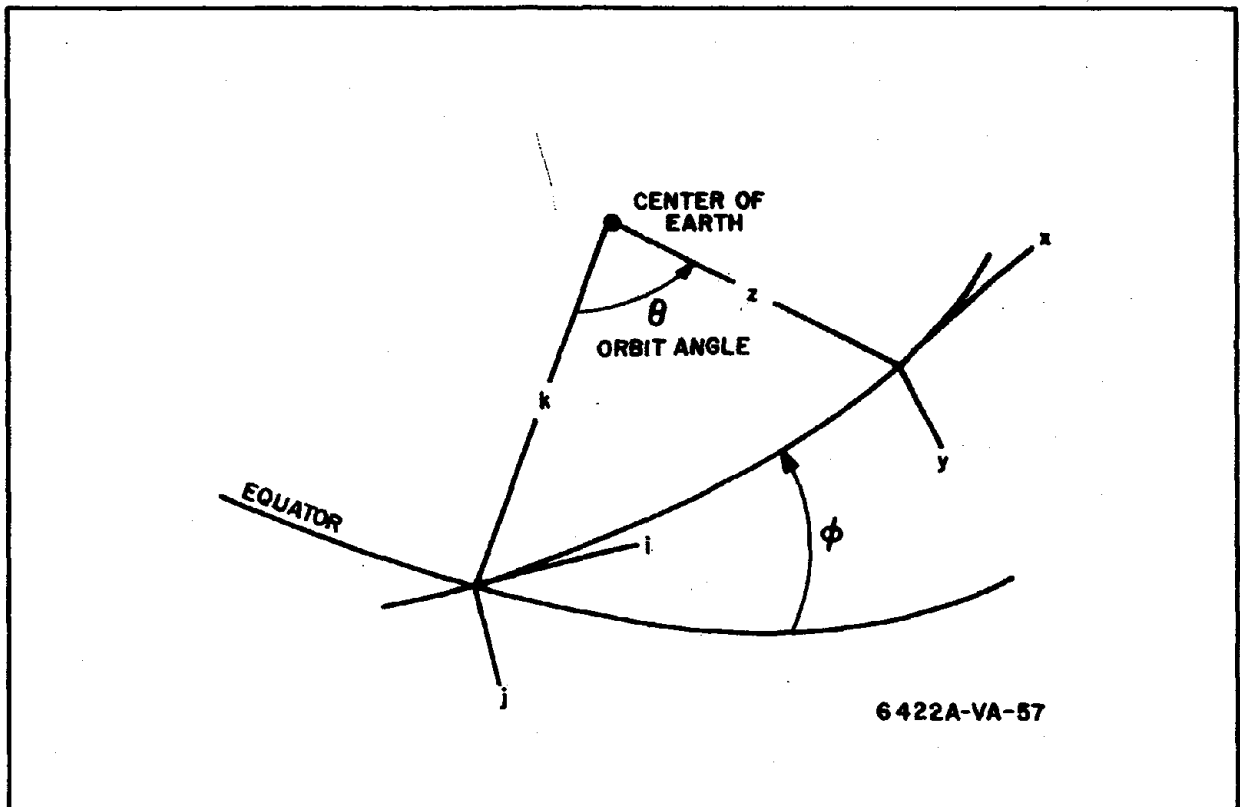 CENTER OF
EARTH
x
z
θ
ORBIT ANGLE
k
y
EQUATOR
i
ϕ
j
6422A-VA-57